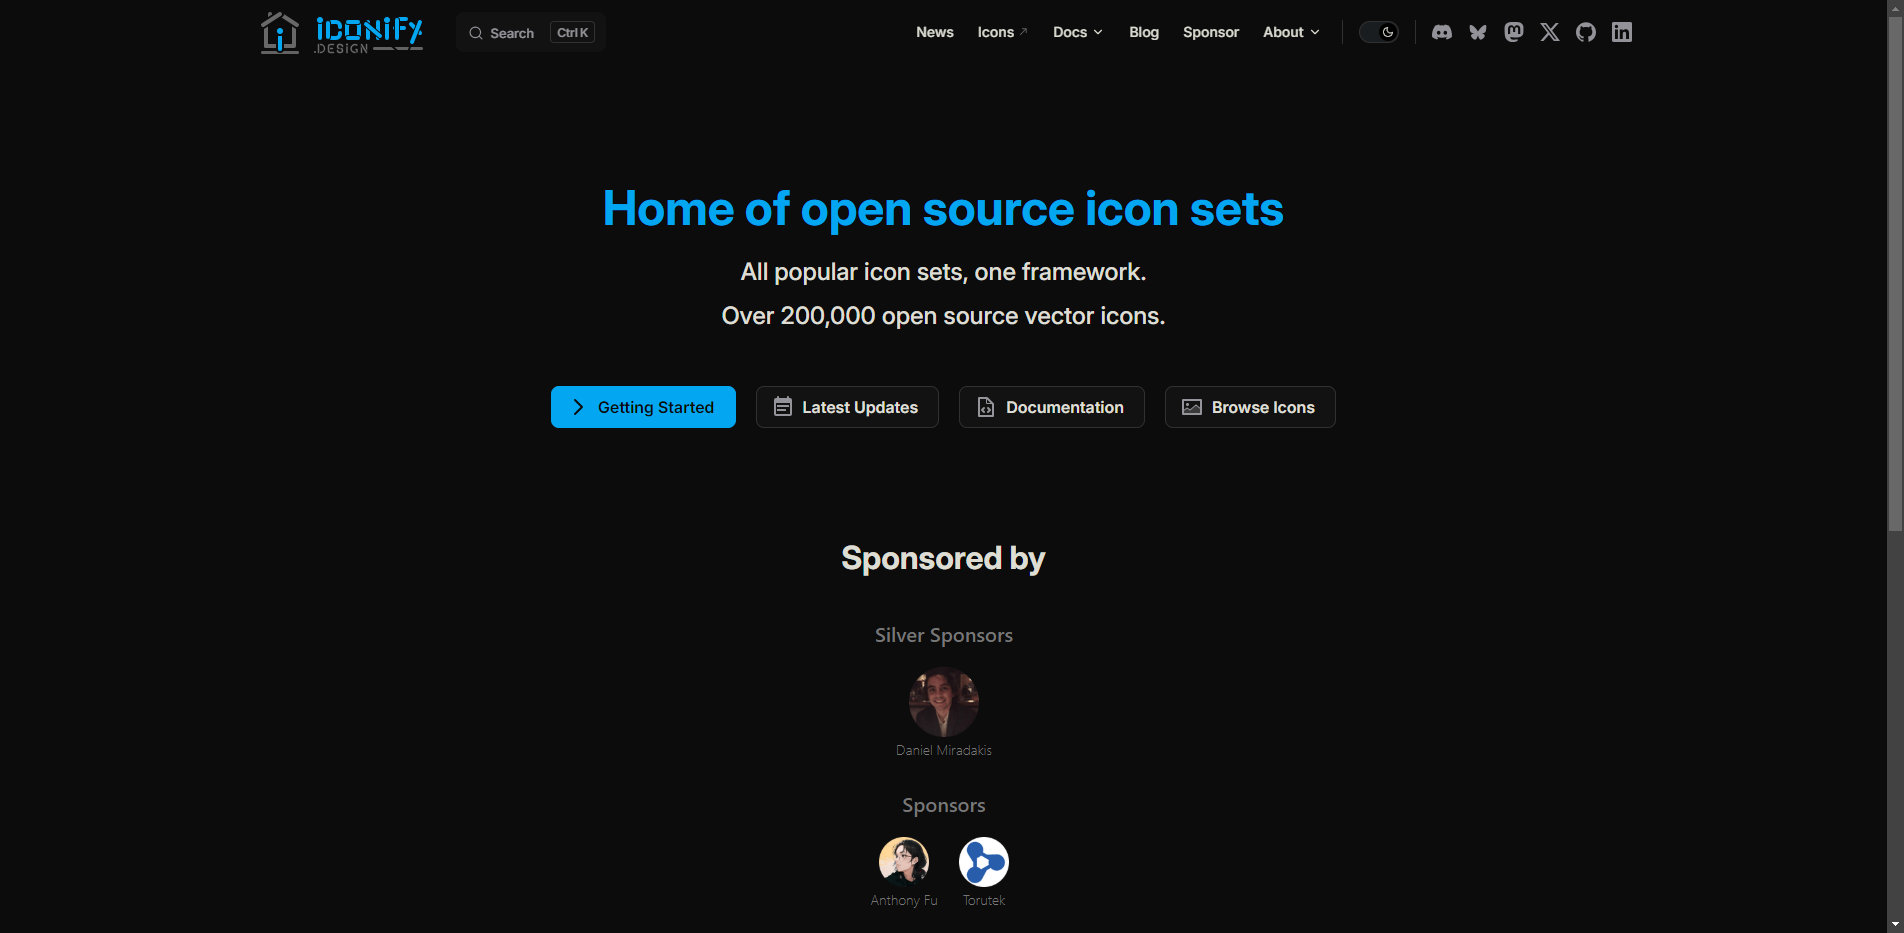 iCONiFY
.DESIGN
Search Ctrl K
News Icons Docs Blog Sponsor About
Home of open source icon sets
All popular icon sets, one framework.
Over 200,000 open source vector icons.
Getting Started Latest Updates Documentation Browse Icons
Sponsored by
Silver Sponsors
Daniel Miradakis
Sponsors
Anthony Fu Torutek